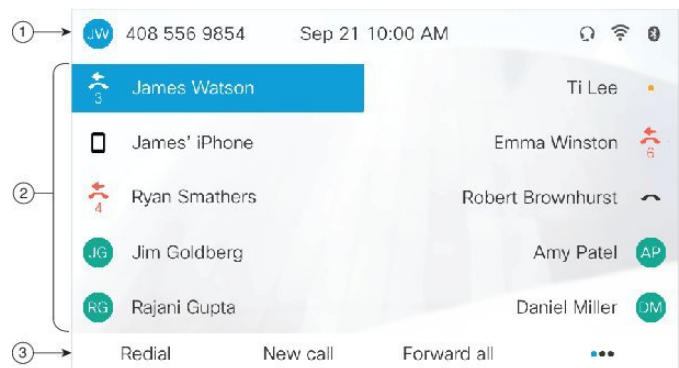 1 JW 408 556 9854 Sep 21 10:00 AM
3 James Watson Ti Lee
James' iPhone Emma Winston 6
2
4 Ryan Smathers Robert Brownhurst
JG Jim Goldberg Amy Patel AP
RG Rajani Gupta Daniel Miller DM
3 Redial New call Forward all